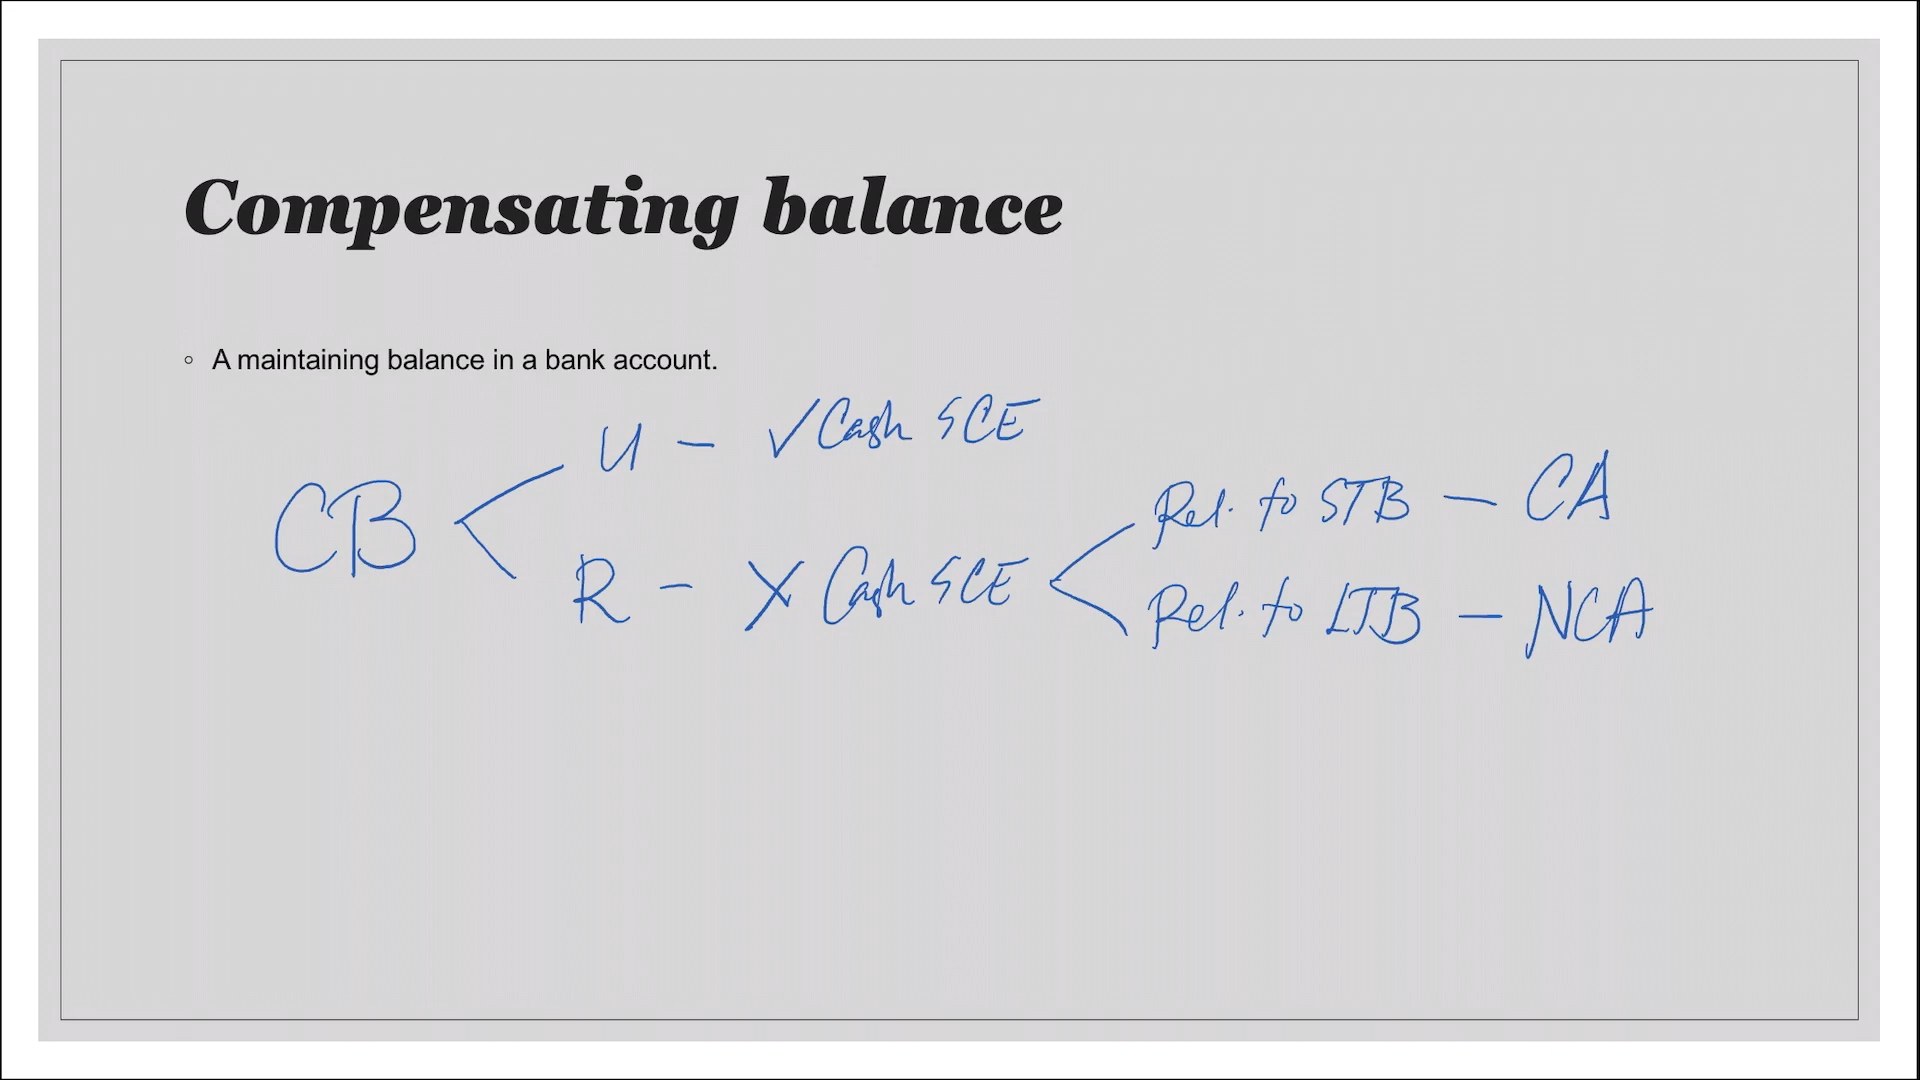 Compensating balance
◦ A maintaining balance in a bank account.
U – ✓ Cash & CE
CB
R – X Cash & CE
Rel. to STB – CA
Rel. to LTB – NCA